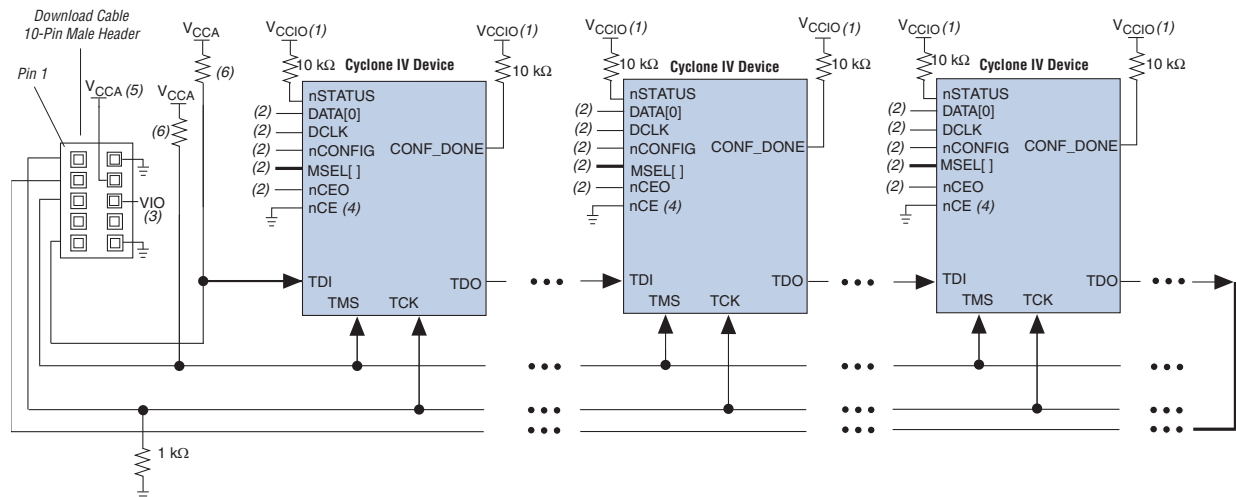 Download Cable
10-Pin Male Header
Pin 1
VCCA (5)
VCCA
(6)
VCCA
(6)
VIO
(3)
1 kΩ
VCCIO(1)
10 kΩ
Cyclone IV Device
VCCIO(1)
10 kΩ
nSTATUS
(2) DATA[0]
(2) DCLK
(2) nCONFIG
CONF_DONE
(2) MSEL[ ]
(2) nCEO
nCE (4)
TDI
TDO
TMS
TCK
VCCIO(1)
10 kΩ
Cyclone IV Device
VCCIO(1)
10 kΩ
nSTATUS
(2) DATA[0]
(2) DCLK
(2) nCONFIG
CONF_DONE
(2) MSEL[ ]
(2) nCEO
nCE (4)
TDI
TDO
TMS
TCK
VCCIO(1)
10 kΩ
Cyclone IV Device
VCCIO(1)
10 kΩ
nSTATUS
(2) DATA[0]
(2) DCLK
(2) nCONFIG
CONF_DONE
(2) MSEL[ ]
(2) nCEO
nCE (4)
TDI
TDO
TMS
TCK